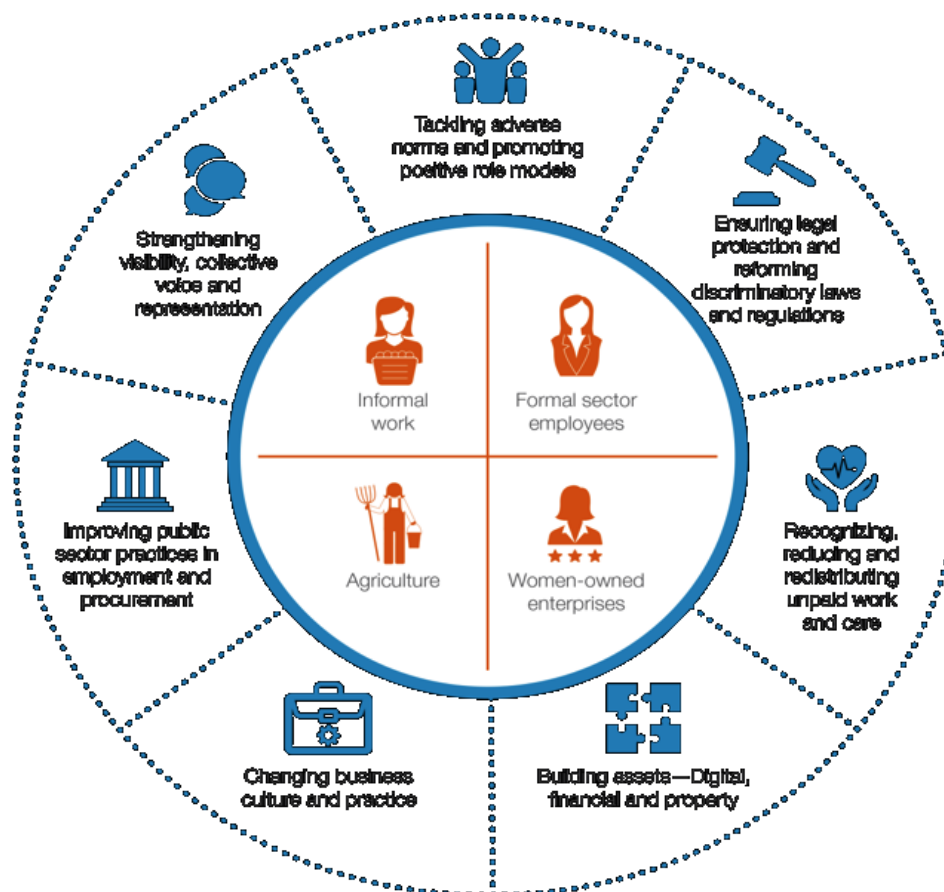 Tackling adverse
norms and promoting
positive role models
Ensuring legal
protection and
reforming
discriminatory laws
and regulations
Recognizing,
reducing and
redistributing
unpaid work
and care
Building assets—Digital,
financial and property
Changing business
culture and practice
Improving public
sector practices in
employment and
procurement
Strengthening
visibility, collective
voice and
representation
Informal
work
Formal sector
employees
Agriculture
Women-owned
enterprises